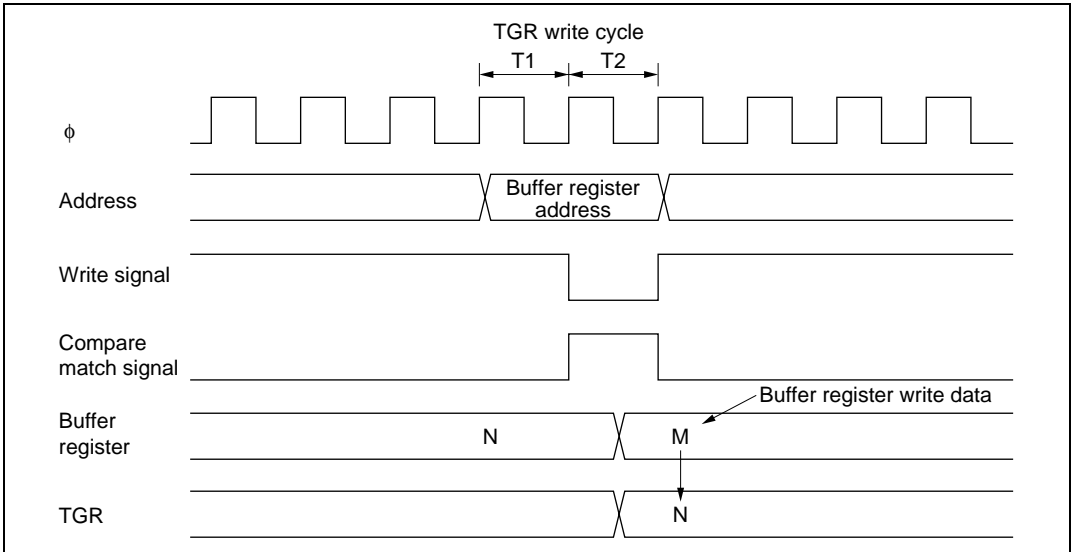 TGR write cycle
T1 T2
ϕ
Address
Buffer register
address
Write signal
Compare
match signal
Buffer register write data
Buffer
register
N M
TGR
N